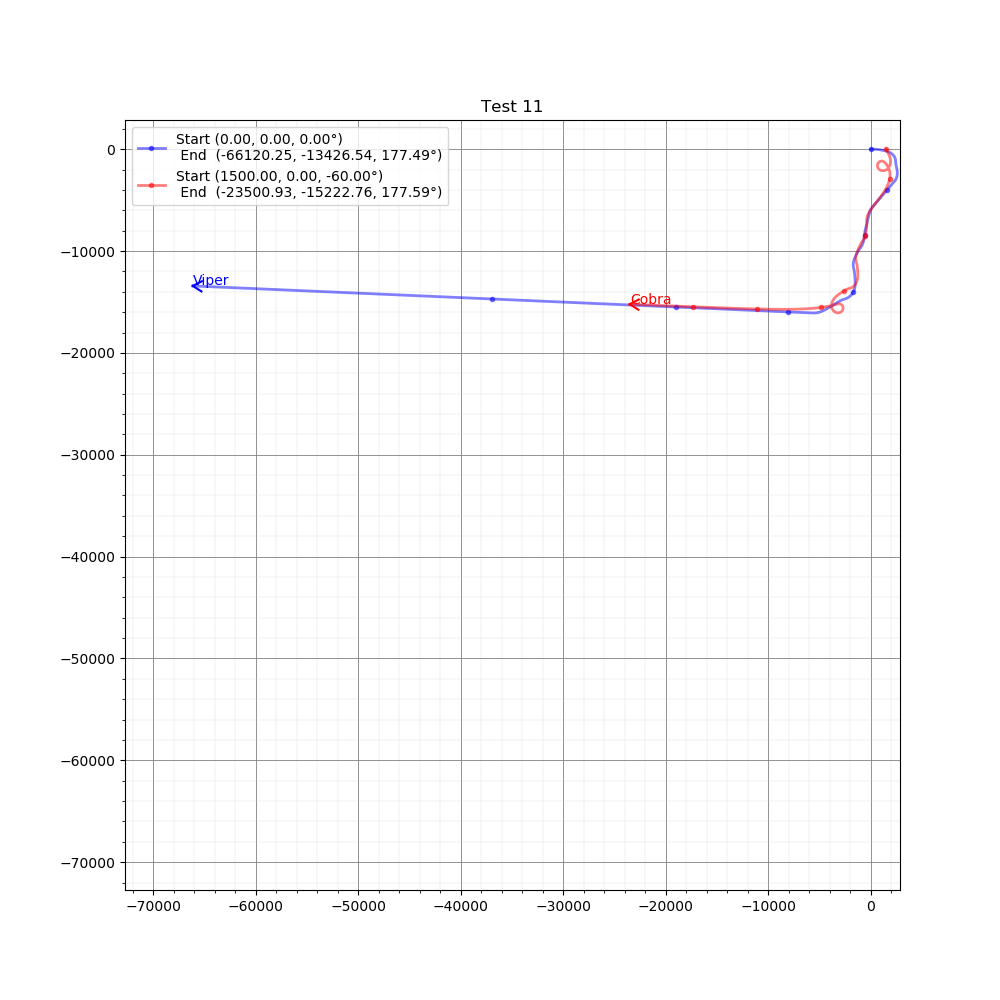 Test 11
Start (0.00, 0.00, 0.00°)
End  (-66120.25, -13426.54, 177.49°)
Start (1500.00, 0.00, -60.00°)
End  (-23500.93, -15222.76, 177.59°)
0
−10000
−20000
−30000
−40000
−50000
−60000
−70000
Viper
Cobra
−70000 −60000 −50000 −40000 −30000 −20000 −10000 0